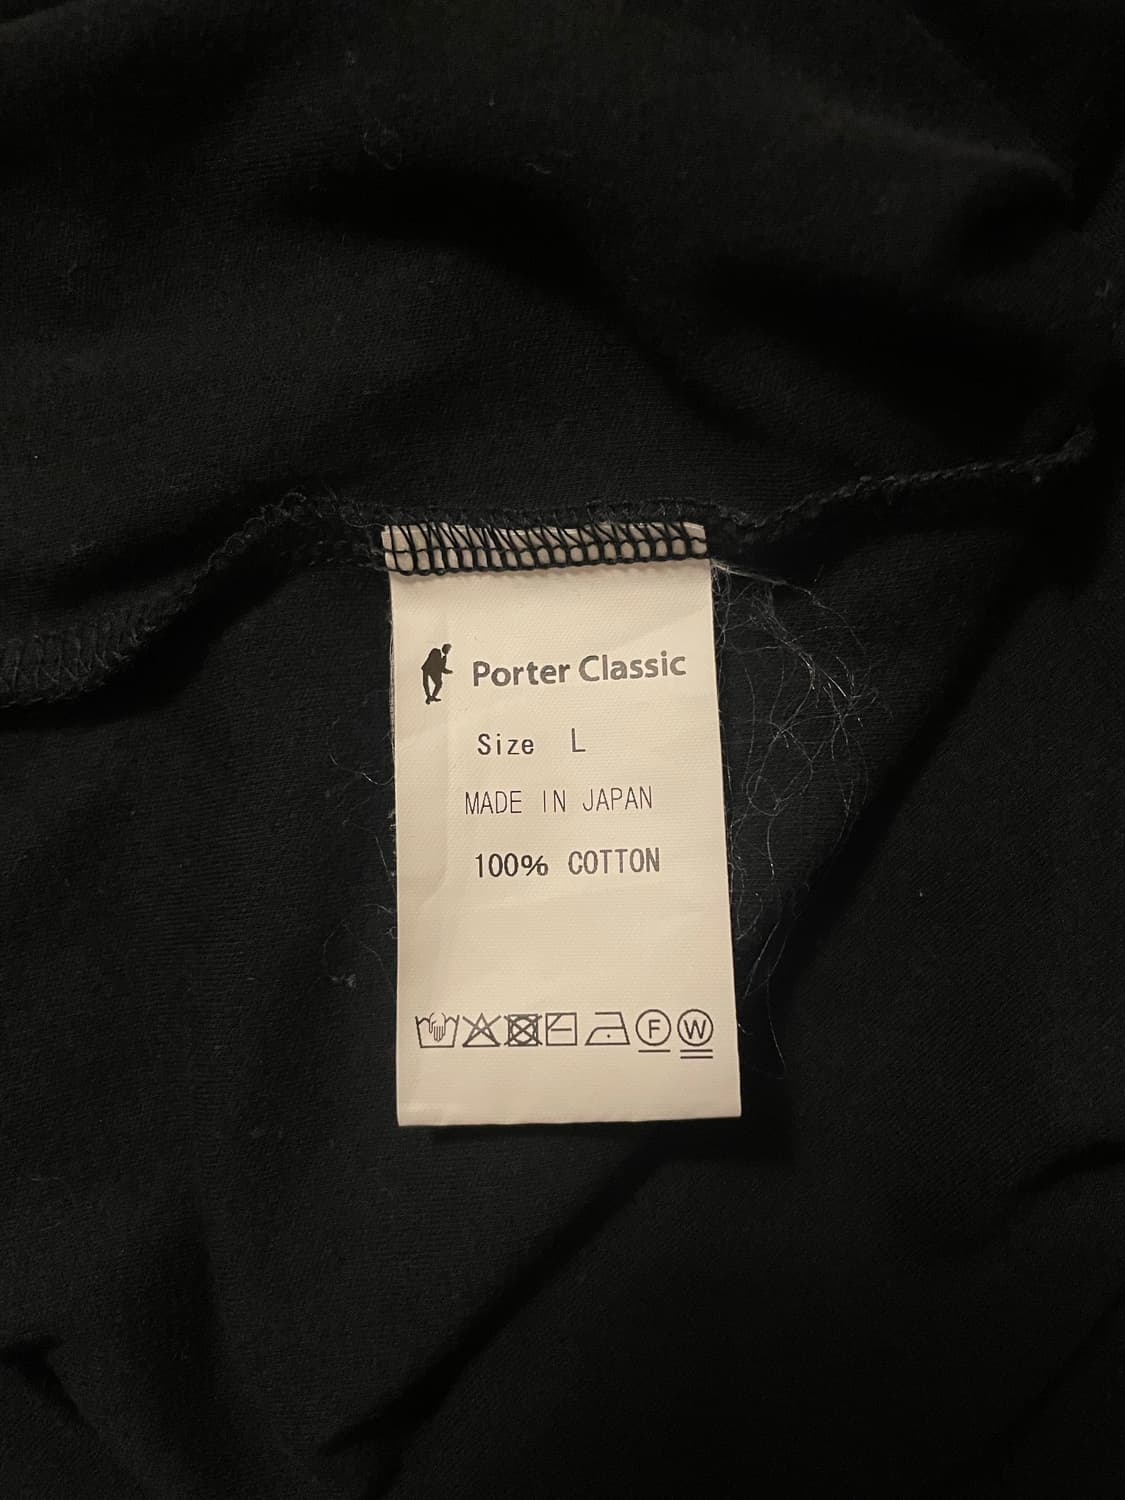 Porter Classic
Size L
MADE IN JAPAN
100% COTTON
F W